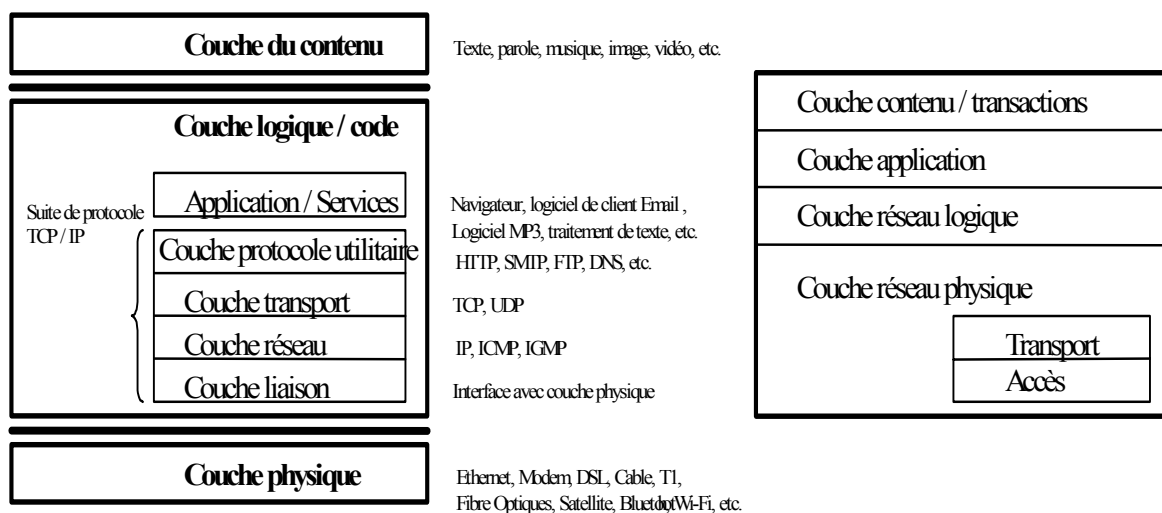 Couche du contenu
Texte, parole, musique, image, vidéo, etc.
Couche logique / code
Suite de protocole
TCP / IP
Application / Services
Navigateur, logiciel de client Email ,
Logiciel MP3, traitement de texte, etc.
Couche protocole utilitaire
HTTP, SMTP, FTP, DNS, etc.
Couche transport
TCP, UDP
Couche réseau
IP, ICMP, IGMP
Couche liaison
Interface avec couche physique
Couche physique
Ethernet, Modem, DSL, Cable, T1,
Fibre Optiques, Satellite, Bluetooth, Wi-Fi, etc.
Couche contenu / transactions
Couche application
Couche réseau logique
Couche réseau physique
Transport
Accès